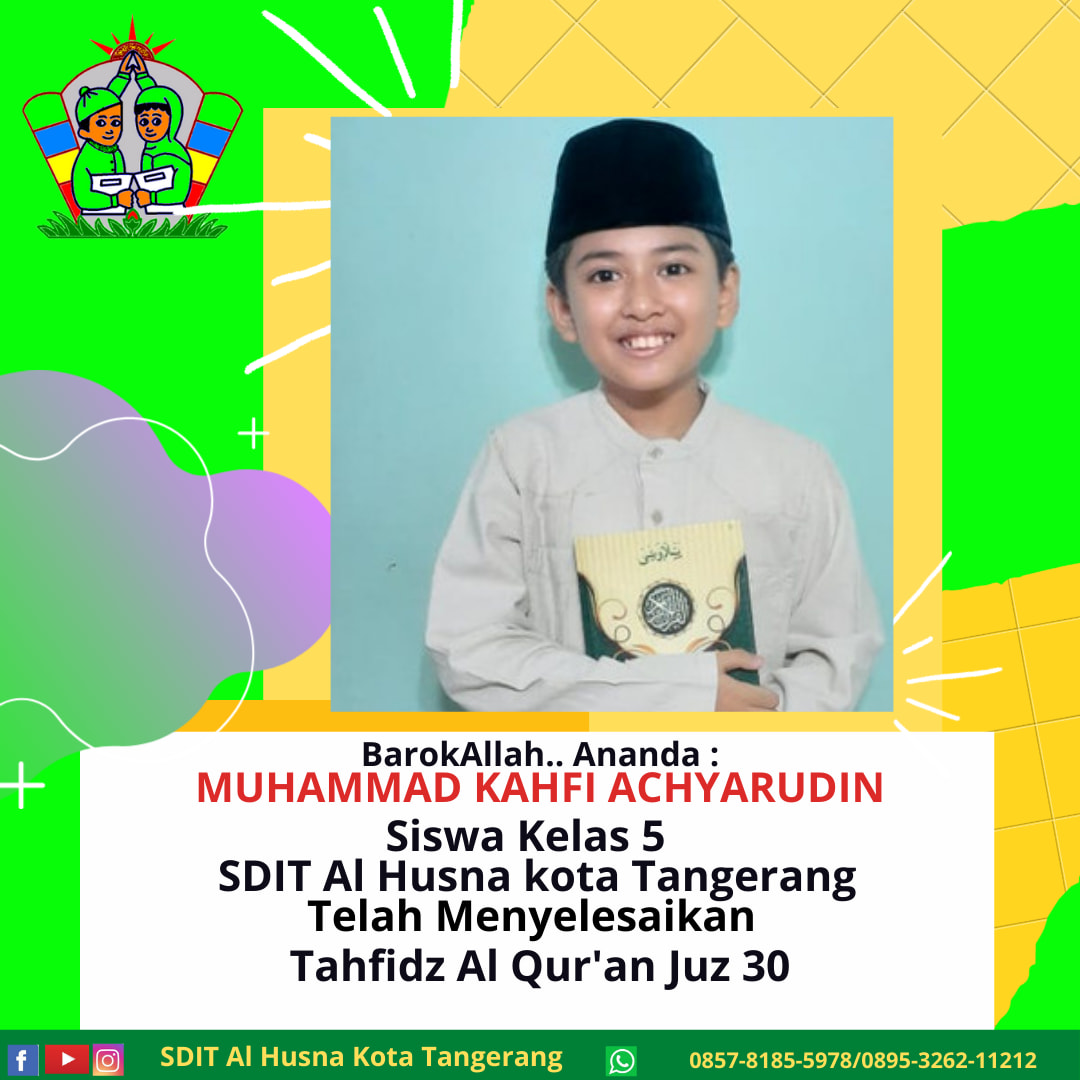 BarokAllah.. Ananda :
MUHAMMAD KAHFI ACHYARUDIN
Siswa Kelas 5
SDIT Al Husna kota Tangerang
Telah Menyelesaikan
Tahfidz Al Qur'an Juz 30
SDIT Al Husna Kota Tangerang
0857-8185-5978/0895-3262-11212